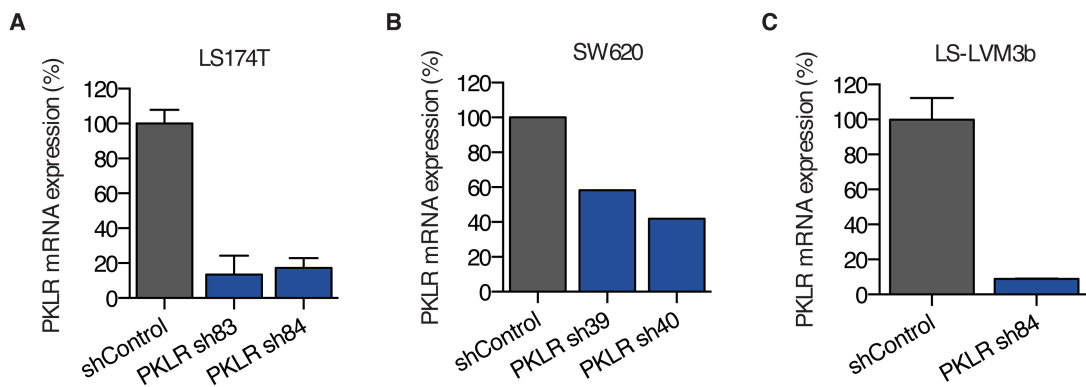 A
LS174T
PKLR mRNA expression (%)
120
100
80
60
40
20
0
shControl
PKLR sh83
PKLR sh84
B
SW620
PKLR mRNA expression (%)
120
100
80
60
40
20
0
shControl
PKLR sh39
PKLR sh40
C
LS-LVM3b
PKLR mRNA expression (%)
120
100
80
60
40
20
0
shControl
PKLR sh84